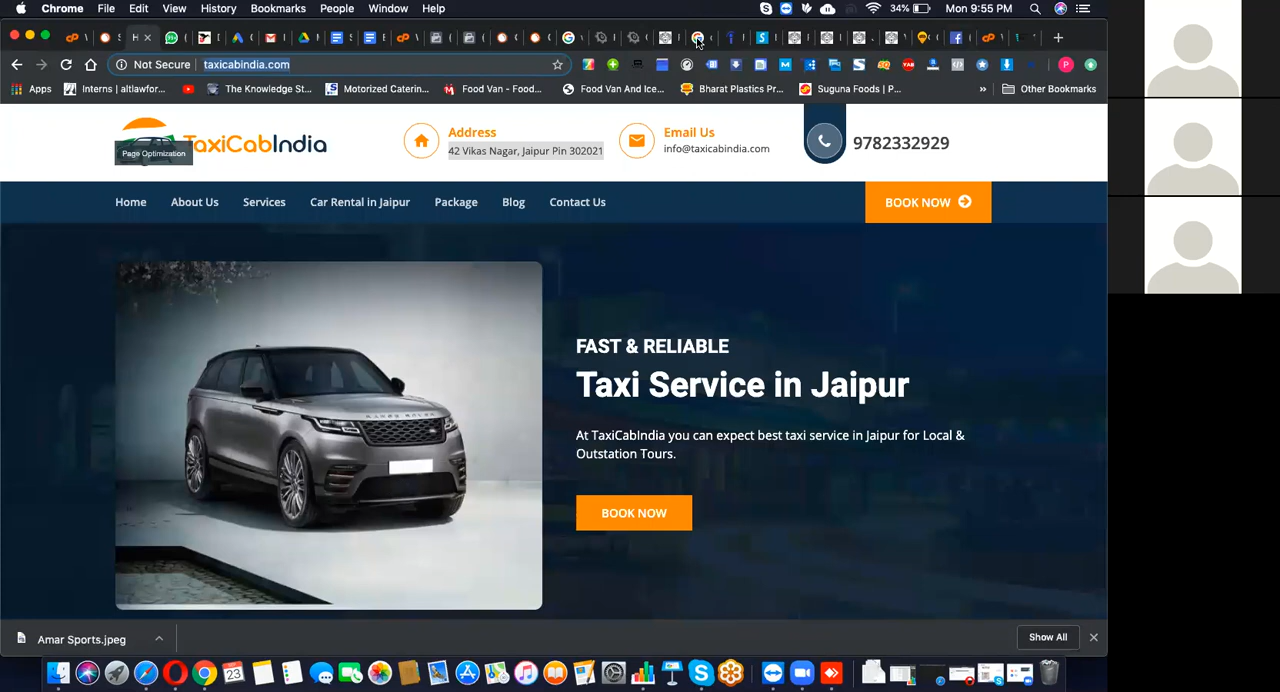 Chrome File Edit View History Bookmarks People Window Help
34% Mon 9:55 PM
Not Secure taxicabindia.com
Apps Interns | altlawfor... The Knowledge St... Motorized Caterin... Food Van - Food... Food Van And Ice... Bharat Plastics Pr... Suguna Foods | P... » Other Bookmarks
TaxiCabIndia
Page Optimization
Address
42 Vikas Nagar, Jaipur Pin 302021
Email Us
info@taxicabindia.com
9782332929
Home About Us Services Car Rental in Jaipur Package Blog Contact Us
BOOK NOW
RANGE ROVER
FAST & RELIABLE
Taxi Service in Jaipur
At TaxiCabIndia you can expect best taxi service in Jaipur for Local &
Outstation Tours.
BOOK NOW
Amar Sports.jpeg
Show All
23